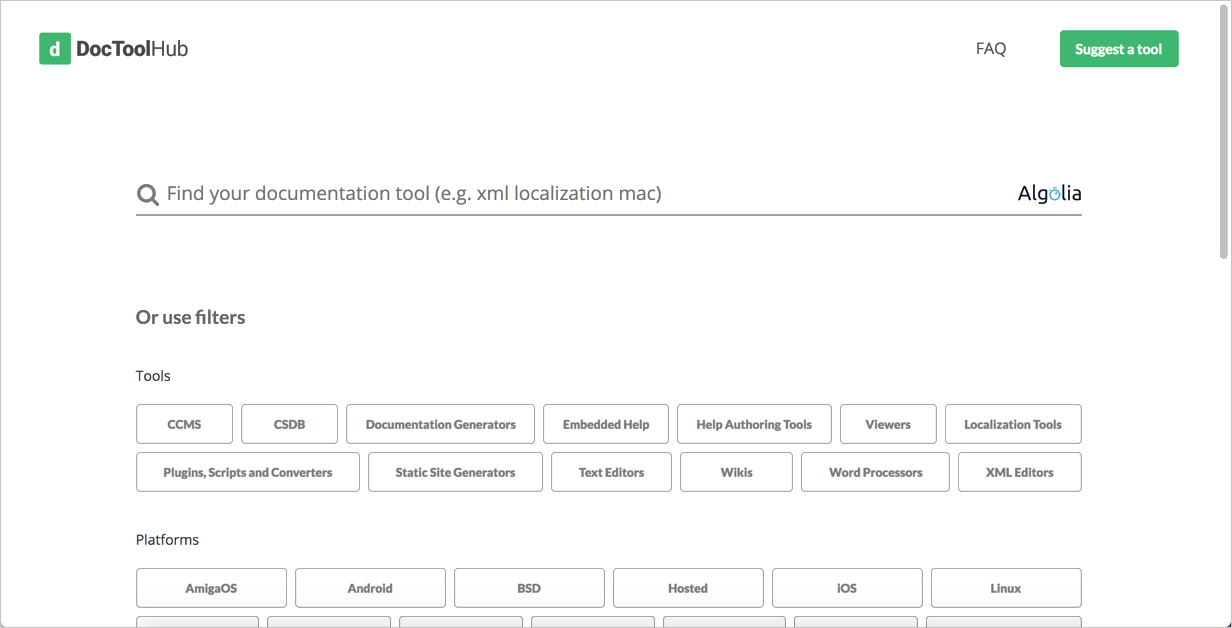 d DocToolHub
FAQ
Suggest a tool
Find your documentation tool (e.g. xml localization mac)
Algolia
Or use filters
Tools
CCMS
CSDB
Documentation Generators
Embedded Help
Help Authoring Tools
Viewers
Localization Tools
Plugins, Scripts and Converters
Static Site Generators
Text Editors
Wikis
Word Processors
XML Editors
Platforms
AmigaOS
Android
BSD
Hosted
iOS
Linux